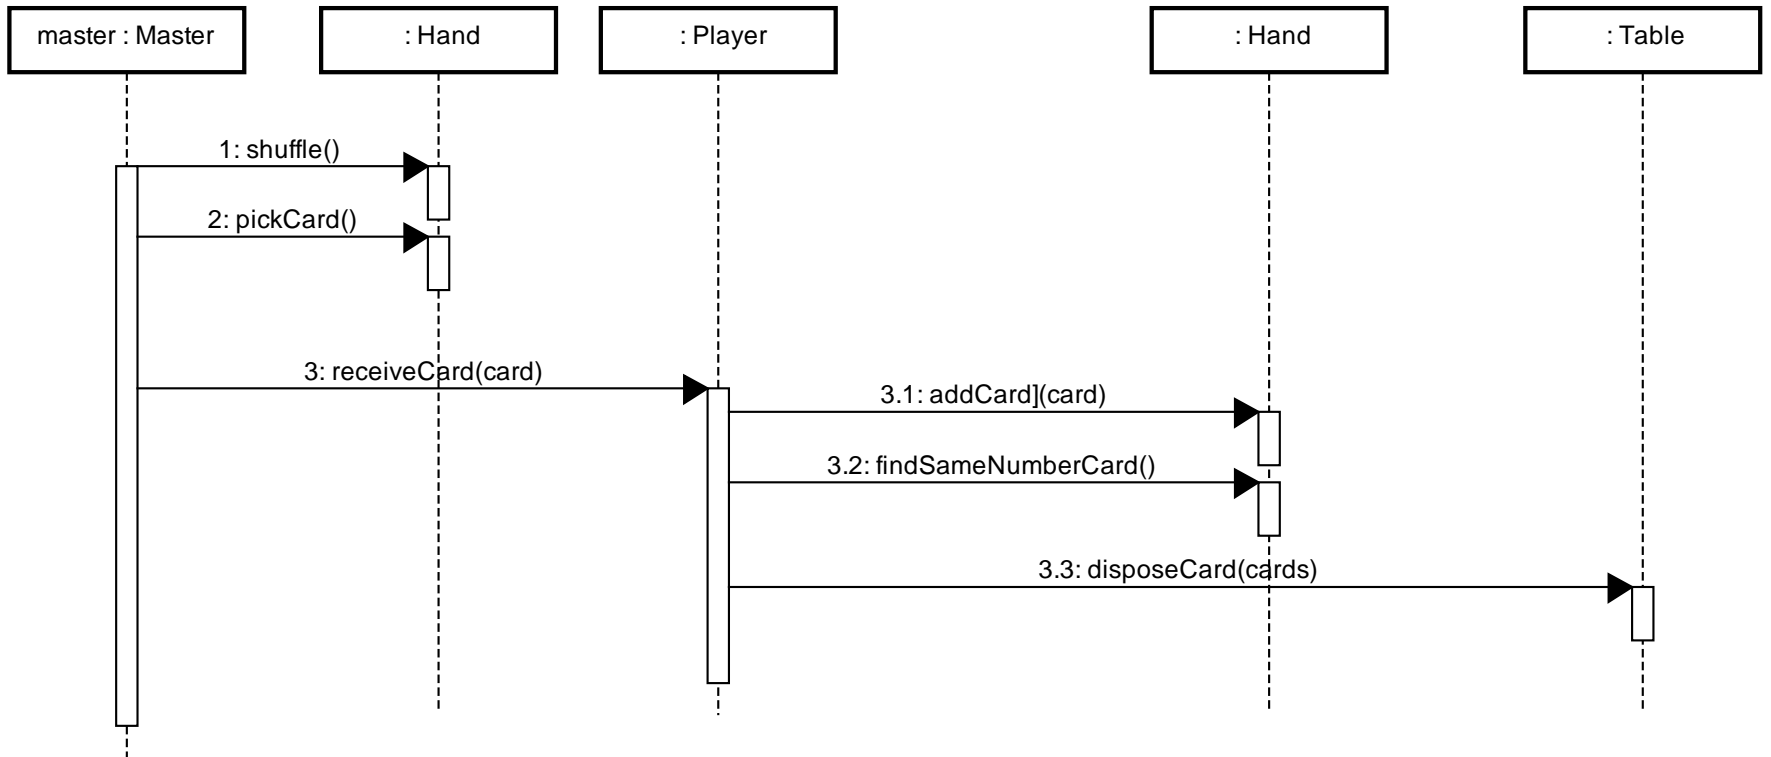 master : Master
: Hand
: Player
: Hand
: Table
1: shuffle()
2: pickCard()
3: receiveCard(card)
3.1: addCard](card)
3.2: findSameNumberCard()
3.3: disposeCard(cards)